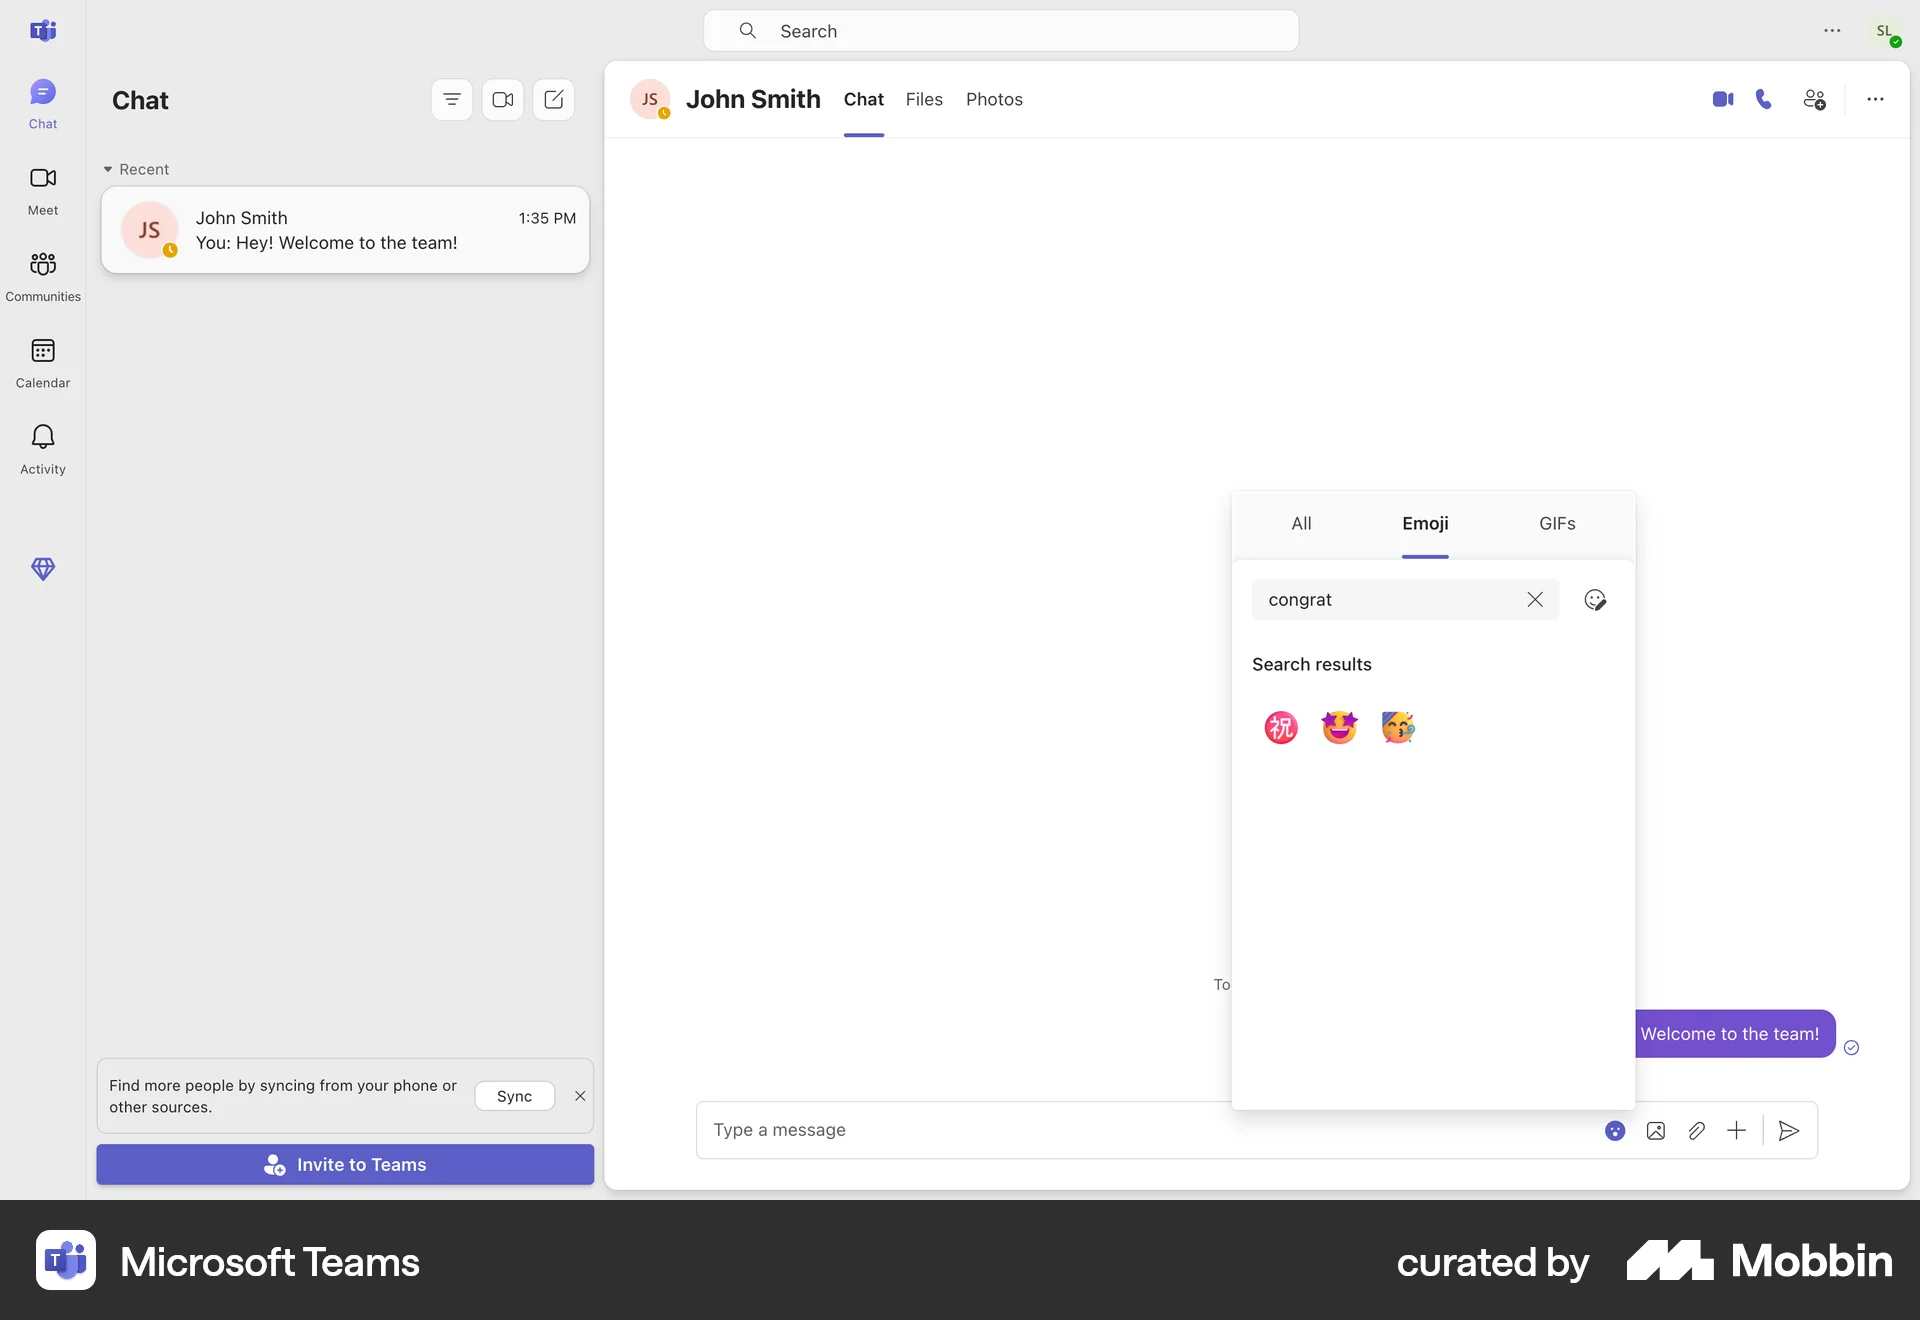 Search
SL
Chat
Meet
Communities
Calendar
Activity
Chat
Recent
JS
John Smith
1:35 PM
You: Hey! Welcome to the team!
Find more people by syncing from your phone or
other sources.
Sync
Invite to Teams
JS
John Smith
Chat
Files
Photos
All
Emoji
GIFs
congrat
Search results
祝
To
Welcome to the team!
Type a message
T
Microsoft Teams
curated by
Mobbin